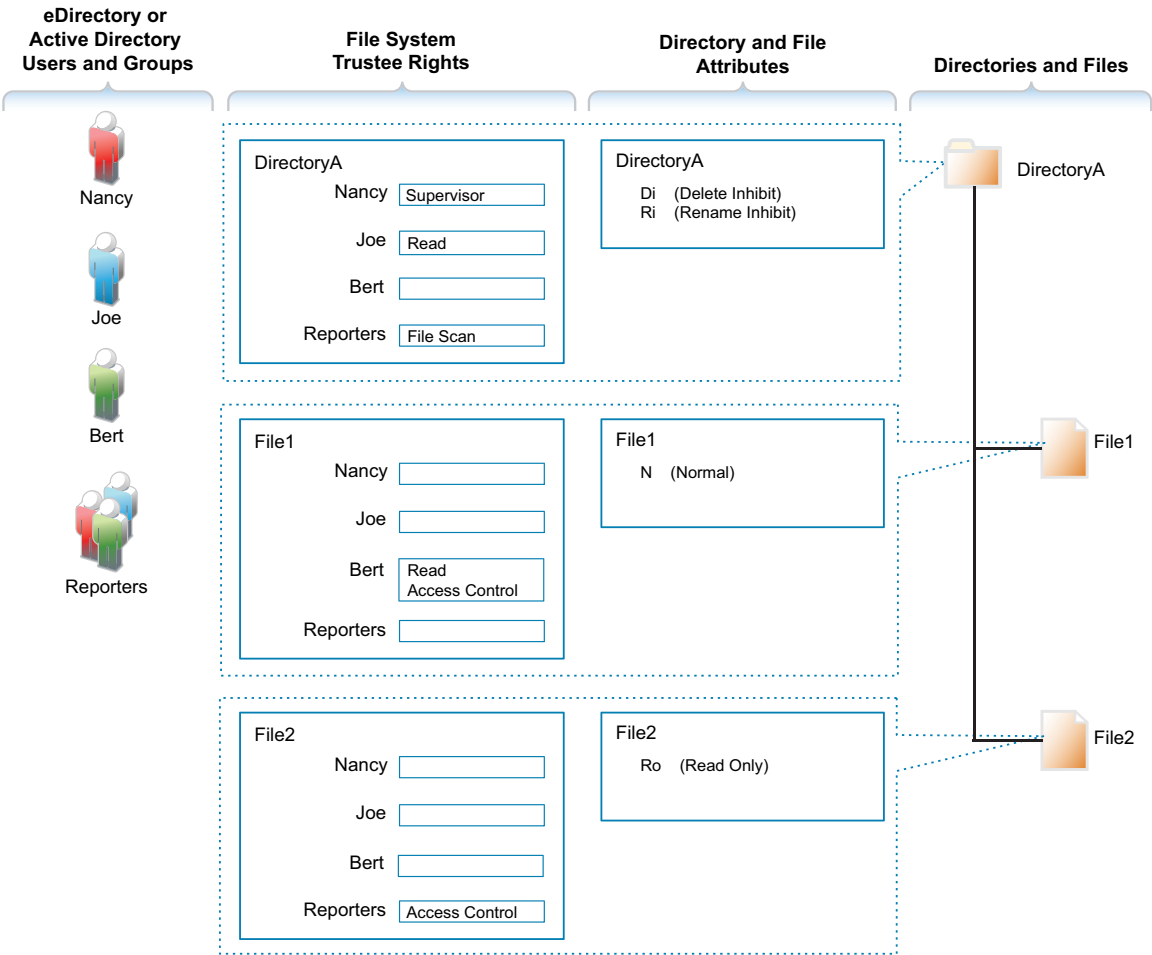 eDirectory or
Active Directory
Users and Groups
File System
Trustee Rights
Directory and File
Attributes
Directories and Files
Nancy
Joe
Bert
Reporters
DirectoryA
Nancy Supervisor
Joe Read
Bert
Reporters File Scan
DirectoryA
Di (Delete Inhibit)
Ri (Rename Inhibit)
DirectoryA
File1
Nancy
Joe
Bert Read
Access Control
Reporters
File1
N (Normal)
File1
File2
Nancy
Joe
Bert
Reporters Access Control
File2
Ro (Read Only)
File2